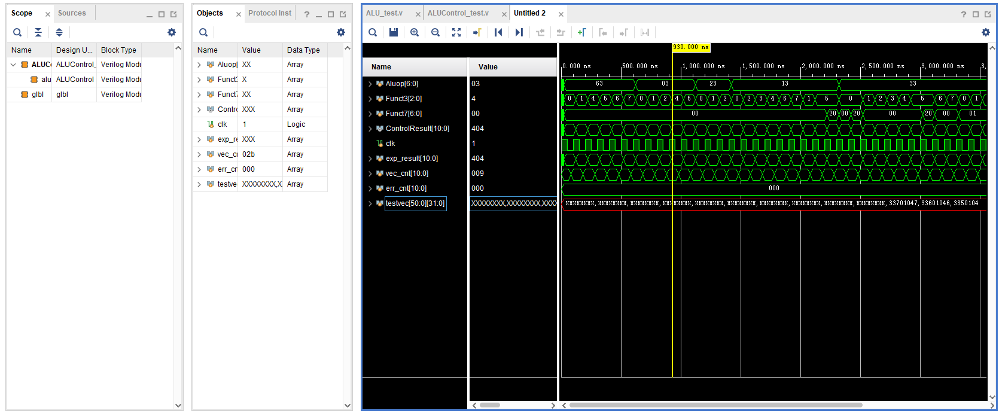 Scope
Sources
Name
Design U...
Block Type
ALUC
ALUControl_
Verilog Modu
alu
ALUControl
Verilog Modu
glbl
glbl
Verilog Modu
Objects
Protocol Inst
?
Name
Value
Data Type
Aluop[
XX
Array
Funct3
X
Array
Funct7
XX
Array
Contro
XXX
Array
clk
1
Logic
exp_re
XXX
Array
vec_cn
02b
Array
err_cn
000
Array
testve
XXXXXXXX,X
Array
ALU_test.v
ALUControl_test.v
Untitled 2
?
930.000 ns
Name
Value
0.000 ns
500.000 ns
1,000.000 ns
1,500.000 ns
2,000.000 ns
2,500.000 ns
3,000.000 ns
3,
Aluop[6:0]
03
63
03
23
13
33
Funct3[2:0]
4
0 1 4 5 6 7 0 1 2 4 5 0 1 2 0 2 3 4 6 7 1 5 0 1 2 3 4 5 6 7 0 1
Funct7[6:0]
00
00
20
00
20
00
20
00
01
ControlResult[10:0]
404
clk
1
exp_result[10:0]
404
vec_cnt[10:0]
009
err_cnt[10:0]
000
000
testvec[50:0][31:0]
XXXXXXXX,XXXXXXXX,XXXX
XXXXXXXX,XXXXXXXX,XXXXXXXX,XXXXXXXX,XXXXXXXX,XXXXXXXX,XXXXXXXX,XXXXXXXX,XXXXXXXX,XXXXXXXX,33701047,33601046,3350104